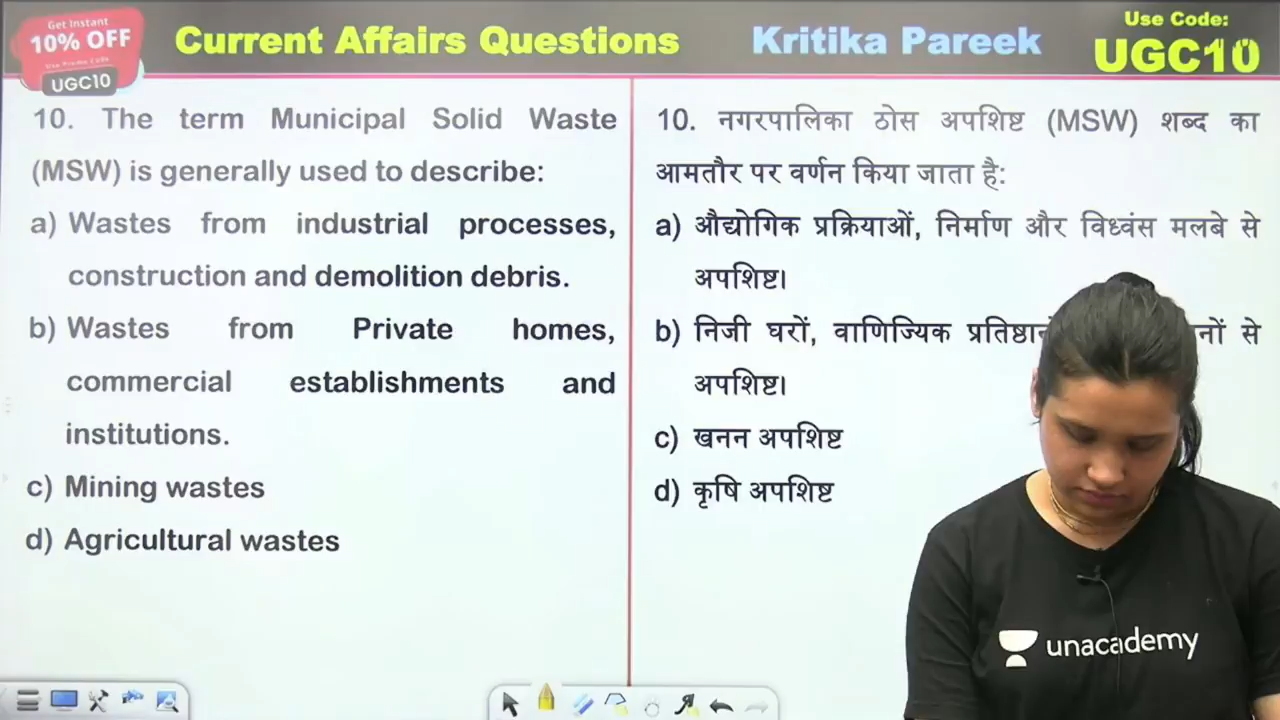 Get Instant
10% OFF
Use Promo Code
UGC10
Current Affairs Questions
Kritika Pareek
Use Code:
UGC10
10. The term Municipal Solid Waste
(MSW) is generally used to describe:
a) Wastes from industrial processes,
construction and demolition debris.
b) Wastes from Private homes,
commercial establishments and
institutions.
c) Mining wastes
d) Agricultural wastes
10. नगरपालिका ठोस अपशिष्ट (MSW) शब्द का
आमतौर पर वर्णन किया जाता है:
a) औद्योगिक प्रक्रियाओं, निर्माण और विध्वंस मलबे से
अपशिष्ट।
b) निजी घरों, वाणिज्यिक से
अपशिष्ट।
c) खनन अपशिष्ट
d) कृषि अपशिष्ट
unacademy